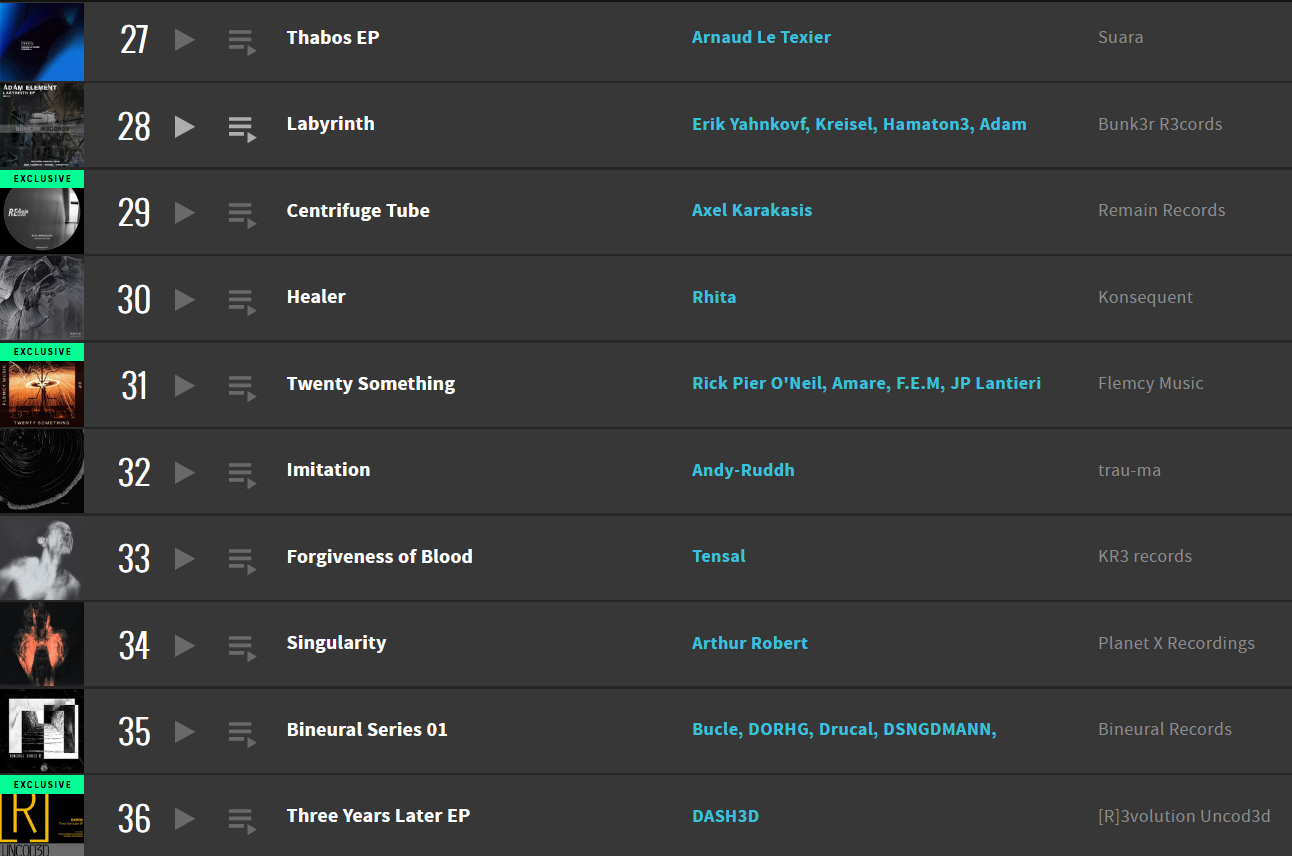 27 Thabos EP Arnaud Le Texier Suara
ADAM ELEMENT
LABYRINTH EP
28 Labyrinth Erik Yahnkovf, Kreisel, Hamaton3, Adam Bunk3r R3cords
EXCLUSIVE
29 Centrifuge Tube Axel Karakasis Remain Records
30 Healer Rhita Konsequent
EXCLUSIVE
31 Twenty Something Rick Pier O'Neil, Amare, F.E.M, JP Lantieri Flemcy Music
FLEMCY MUSIC
TWENTY SOMETHING
32 Imitation Andy-Ruddh trau-ma
33 Forgiveness of Blood Tensal KR3 records
34 Singularity Arthur Robert Planet X Recordings
35 Bineural Series 01 Bucle, DORHG, Drucal, DSNGDMANN, Bineural Records
EXCLUSIVE
36 Three Years Later EP DASH3D [R]3volution Uncod3d
[R]
UNCOD3D